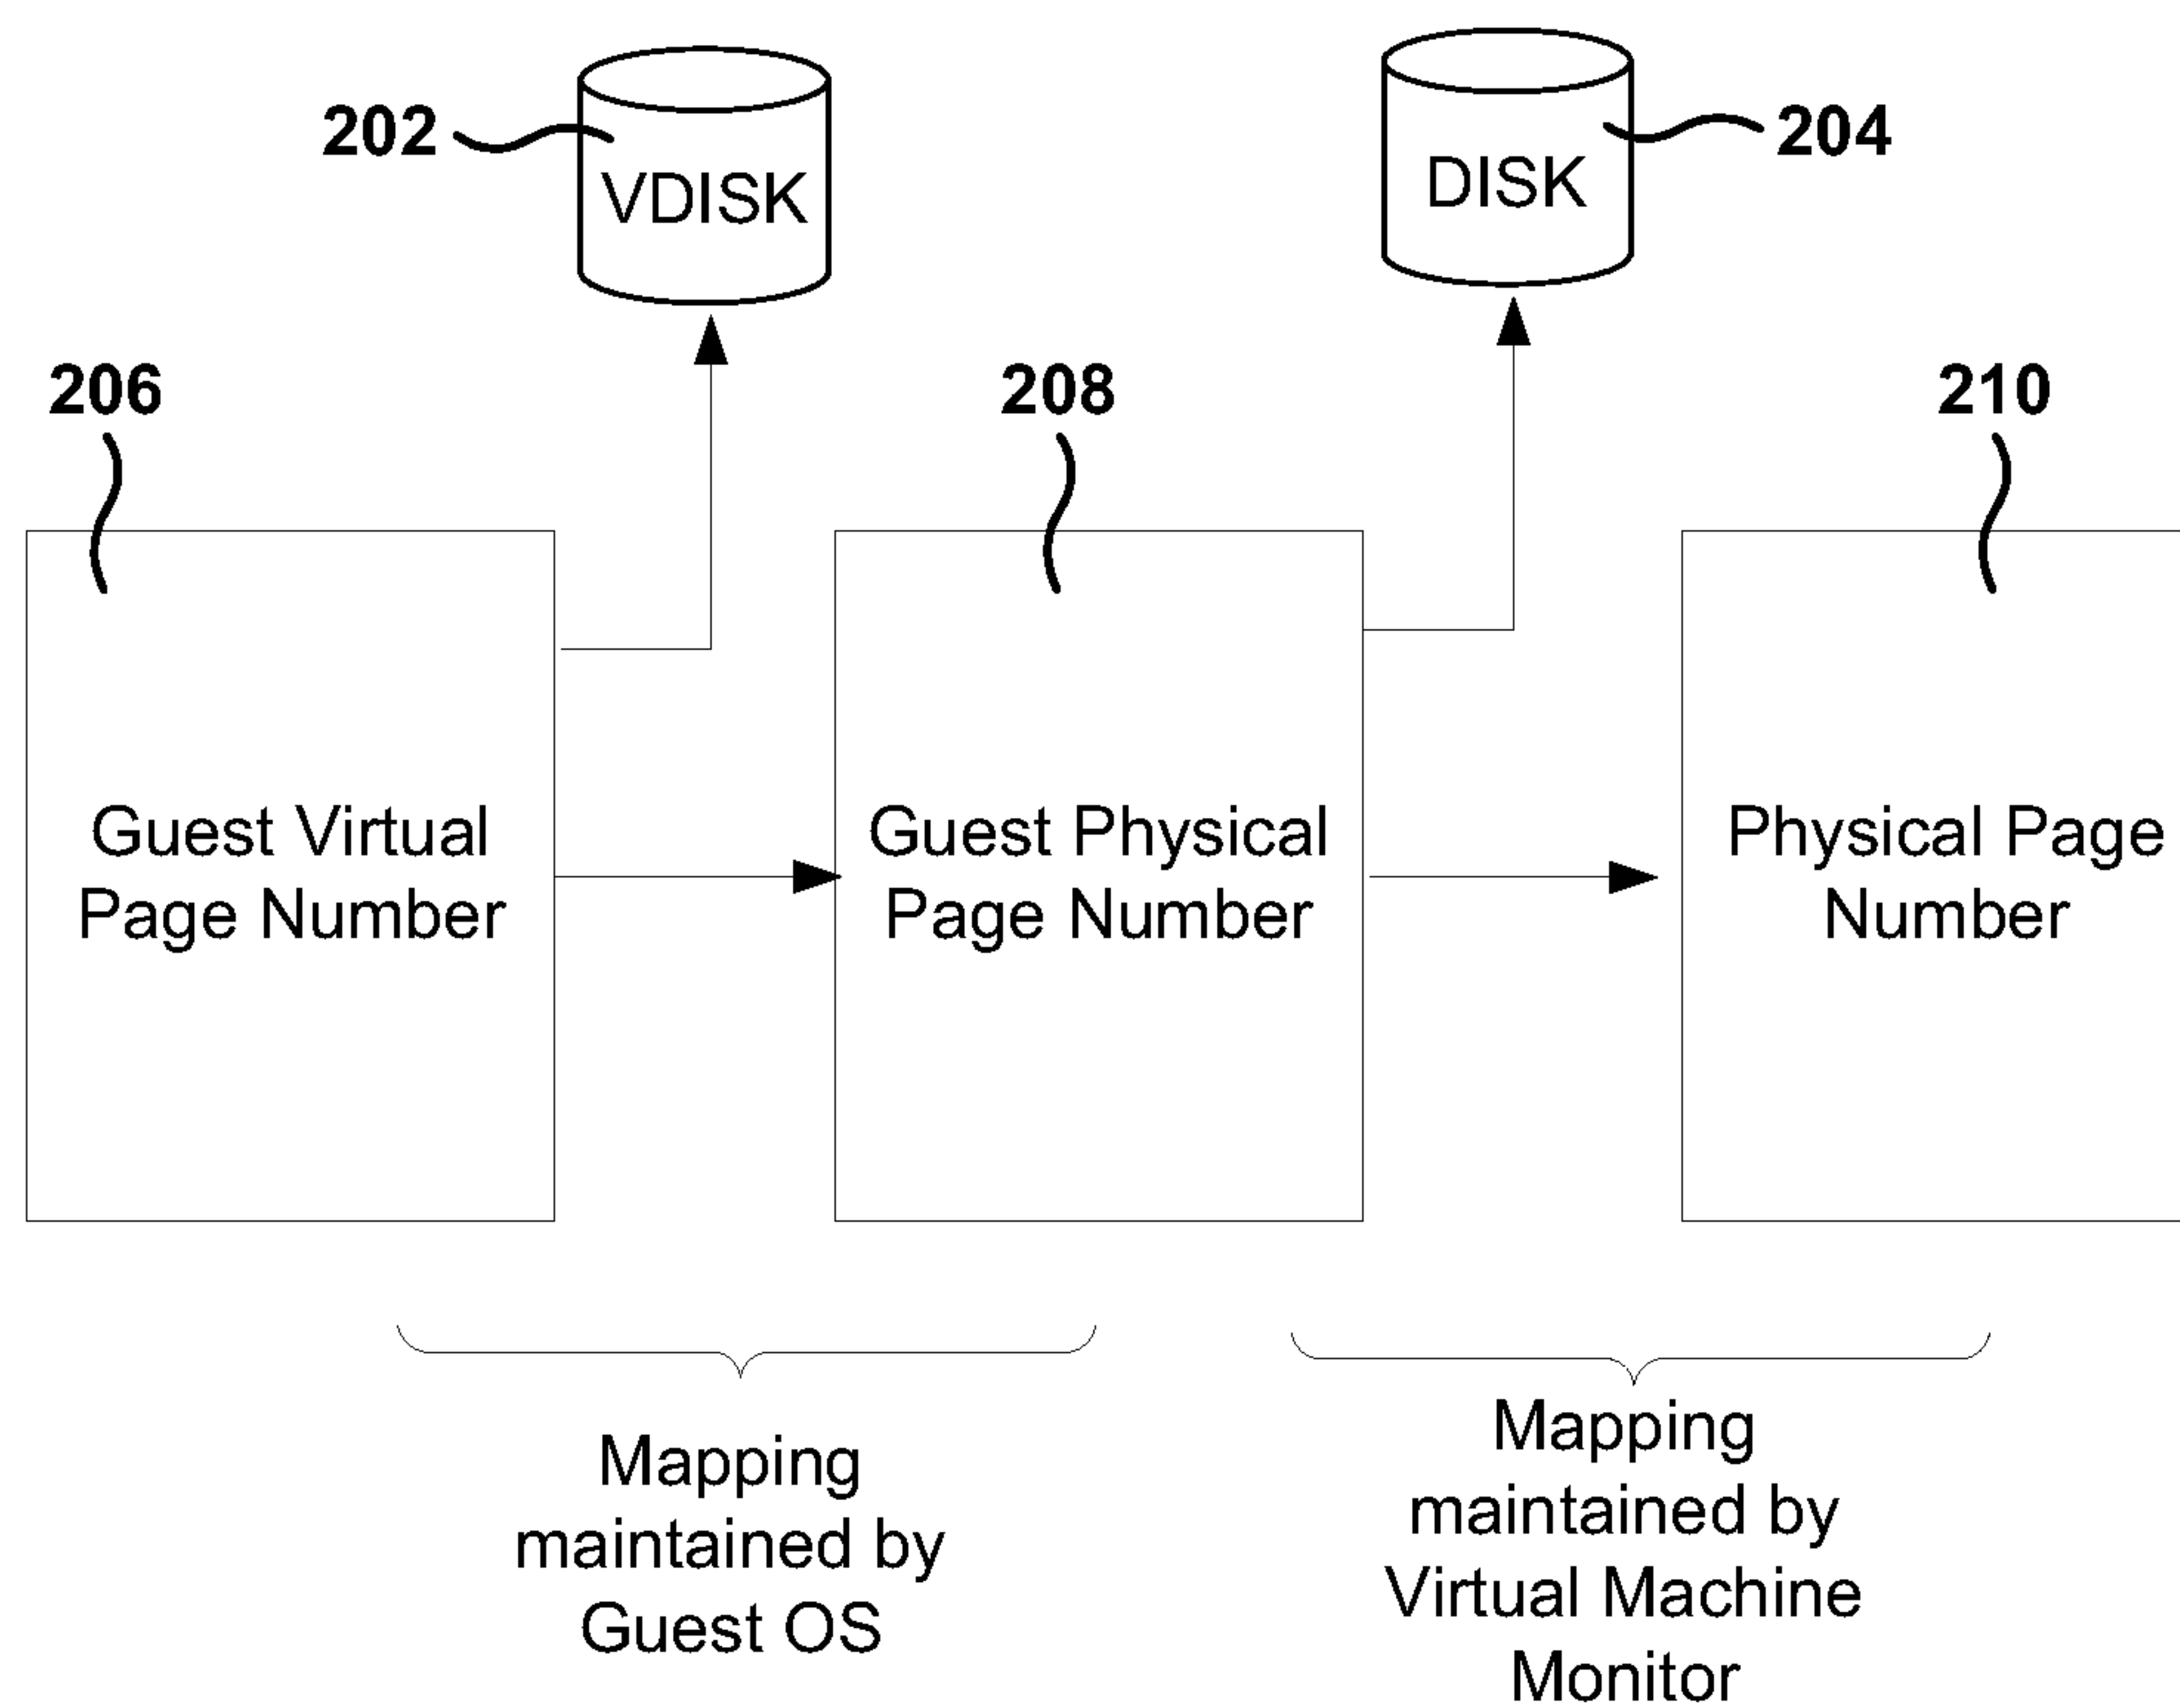 202
VDISK
DISK
204
206
208
210
Guest Virtual
Page Number
Guest Physical
Page Number
Physical Page
Number
Mapping
maintained by
Guest OS
Mapping
maintained by
Virtual Machine
Monitor